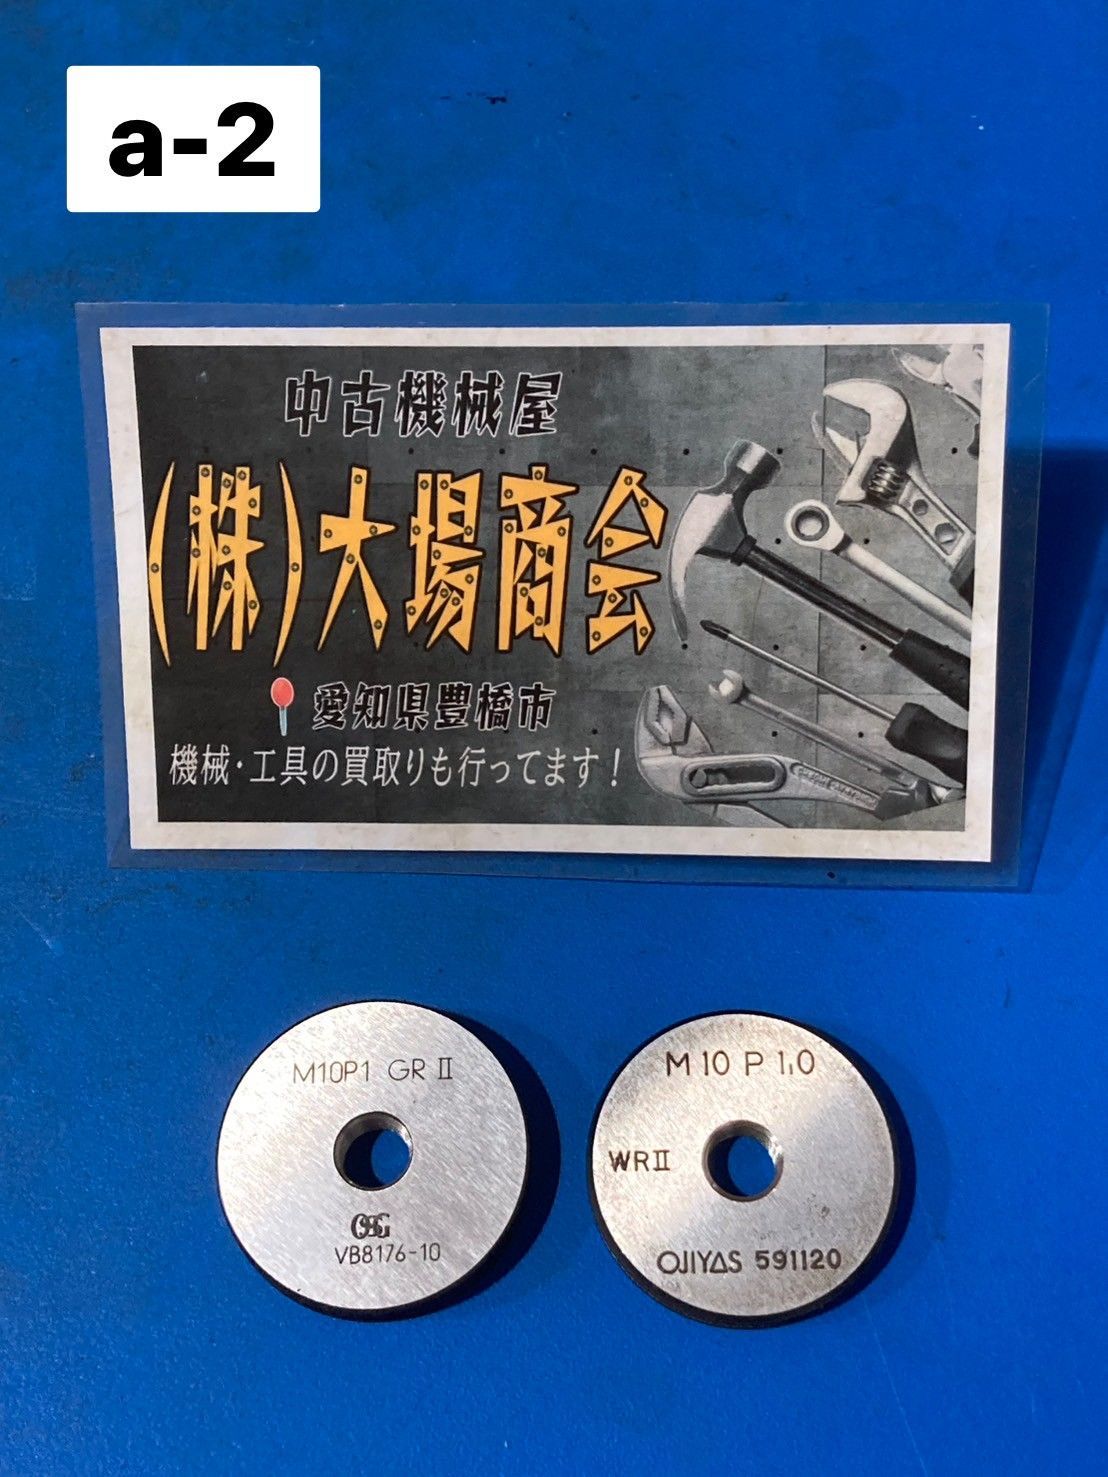 a-2
中古機械屋
(株)大場商会
愛知県豊橋市
機械・工具の買取りも行ってます!
M10P1 GR II
OSG
VB8176-10
M10 P 1.0
WR II
OJIYAS 591120